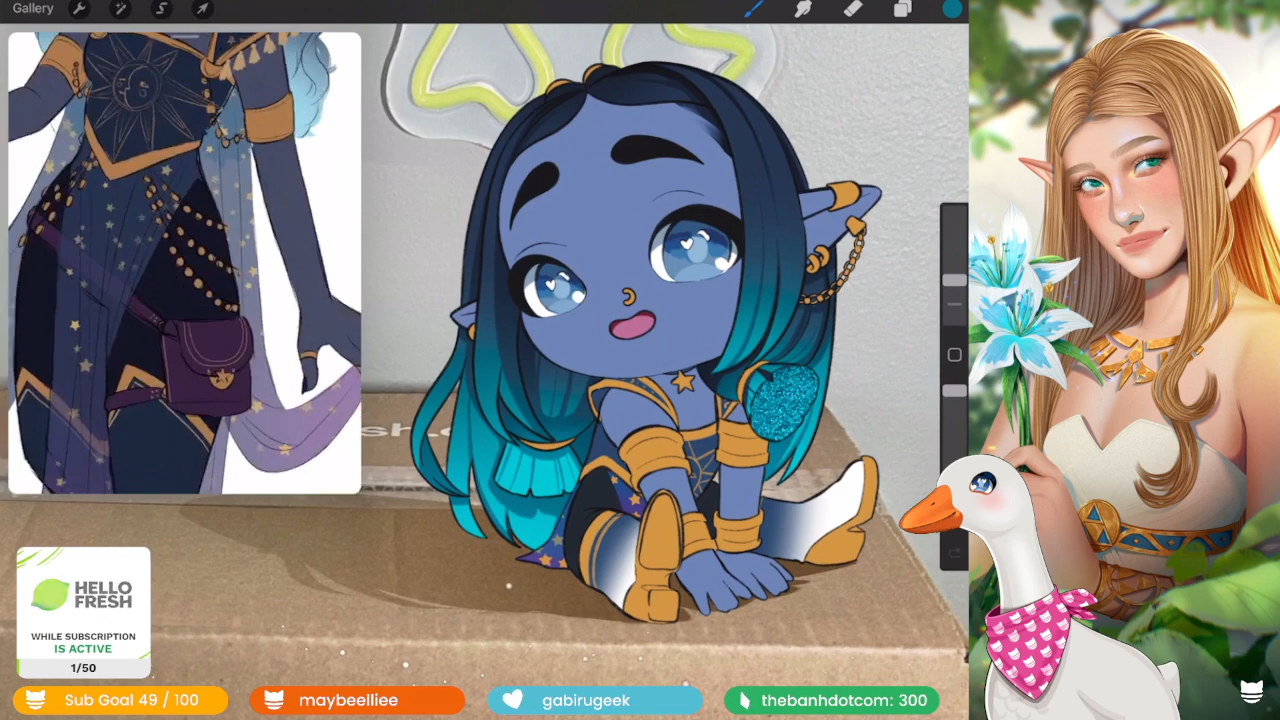 Gallery
HELLO
FRESH
WHILE SUBSCRIPTION
IS ACTIVE
1/50
Sub Goal 49 / 100
maybeelliee
gabirugeek
thebanhdotcom: 300